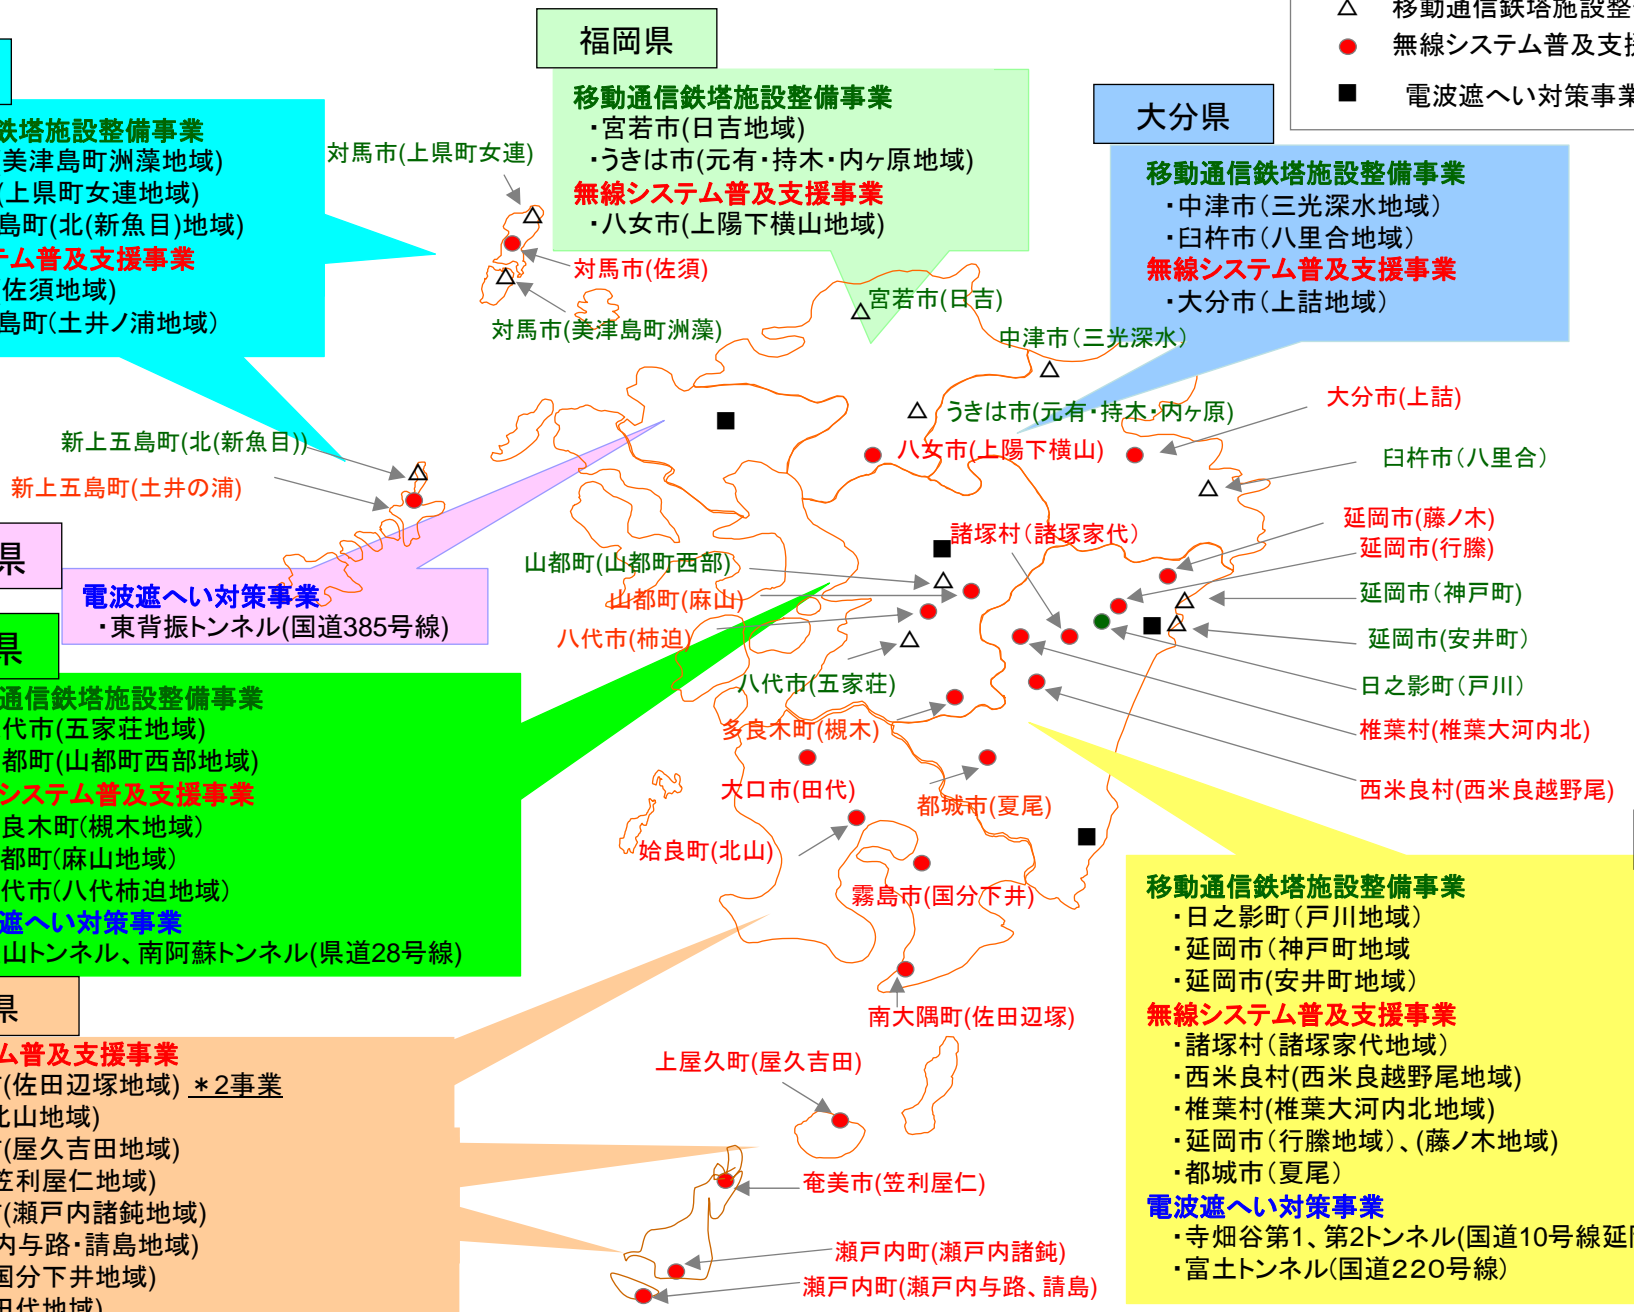 △ 移動通信鉄塔施設整
● 無線システム普及支援
■ 電波遮へい対策事業
福岡県
移動通信鉄塔施設整備事業
・宮若市(日吉地域)
・うきは市(元有・持木・内ヶ原地域)
無線システム普及支援事業
・八女市(上陽下横山地域)
大分県
移動通信鉄塔施設整備事業
・中津市(三光深水地域)
・臼杵市(八里合地域)
無線システム普及支援事業
・大分市(上詰地域)
鉄塔施設整備事業
(美津島町洲藻地域)
(上県町女連地域)
島町(北(新魚目)地域)
テム普及支援事業
佐須地域)
島町(土井ノ浦地域)
対馬市(上県町女連)
対馬市(佐須)
対馬市(美津島町洲藻)
宮若市(日吉)
中津市(三光深水)
うきは市(元有・持木・内ヶ原)
八女市(上陽下横山)
大分市(上詰)
臼杵市(八里合)
新上五島町(北(新魚目))
新上五島町(土井の浦)
県
電波遮へい対策事業
・東背振トンネル(国道385号線)
諸塚村(諸塚家代)
延岡市(藤ノ木)
延岡市(行縢)
延岡市(神戸町)
延岡市(安井町)
日之影町(戸川)
椎葉村(椎葉大河内北)
西米良村(西米良越野尾)
山都町(山都町西部)
山都町(麻山)
八代市(柿迫)
八代市(五家荘)
多良木町(槻木)
大口市(田代)
都城市(夏尾)
姶良町(北山)
霧島市(国分下井)
南大隅町(佐田辺塚)
上屋久町(屋久吉田)
奄美市(笠利屋仁)
瀬戸内町(瀬戸内諸鈍)
瀬戸内町(瀬戸内与路、請島)
県
通信鉄塔施設整備事業
代市(五家荘地域)
都町(山都町西部地域)
システム普及支援事業
良木町(槻木地域)
都町(麻山地域)
代市(八代柿迫地域)
遮へい対策事業
山トンネル、南阿蘇トンネル(県道28号線)
県
ム普及支援事業
(佐田辺塚地域) *2事業
北山地域)
(屋久吉田地域)
笠利屋仁地域)
(瀬戸内諸鈍地域)
内与路・請島地域)
国分下井地域)
田代地域)
移動通信鉄塔施設整備事業
・日之影町(戸川地域)
・延岡市(神戸町地域
・延岡市(安井町地域)
無線システム普及支援事業
・諸塚村(諸塚家代地域)
・西米良村(西米良越野尾地域)
・椎葉村(椎葉大河内北地域)
・延岡市(行縢地域)、(藤ノ木地域)
・都城市(夏尾)
電波遮へい対策事業
・寺畑谷第1、第2トンネル(国道10号線延
・富土トンネル(国道220号線)